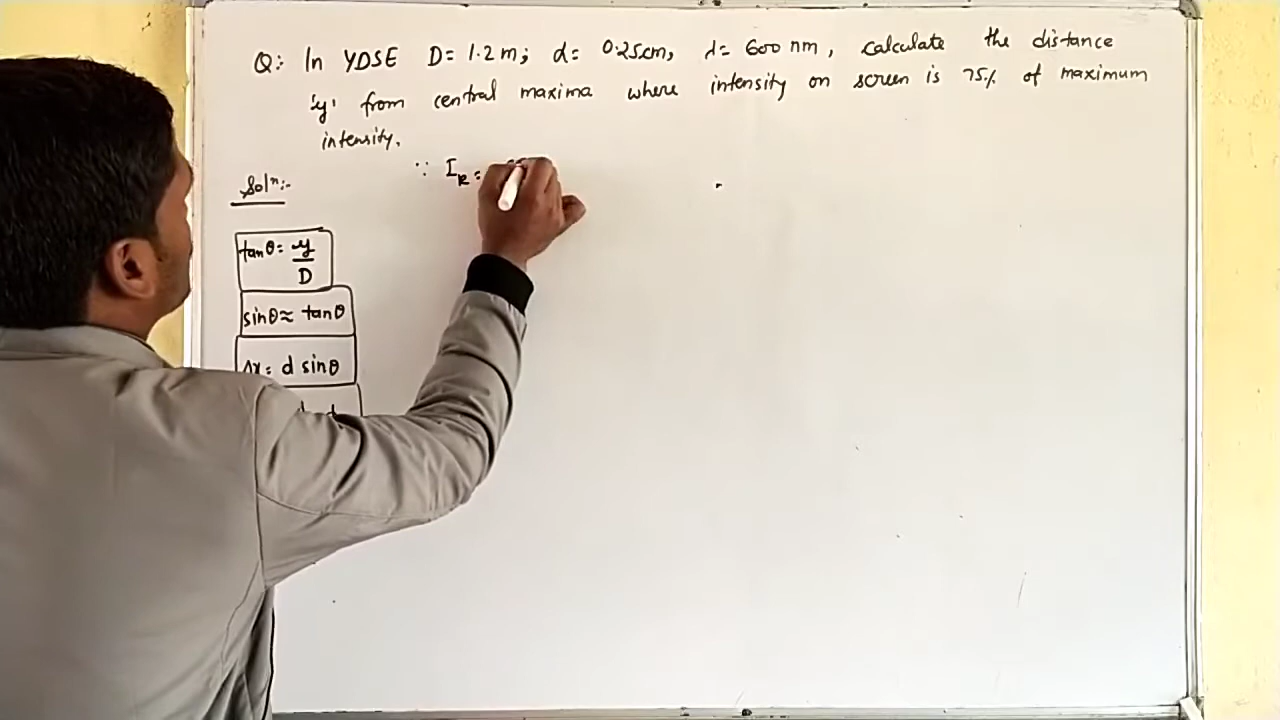 Q:- In YDSE D= 1.2 m; d= 0.25cm, λ= 600 nm, calculate the distance
'y' from central maxima where intensity on screen is 75% of maximum
intensity.
∵ I_R =
Solⁿ:-
tanθ = y/D
sinθ ≈ tanθ
Δx = d sinθ